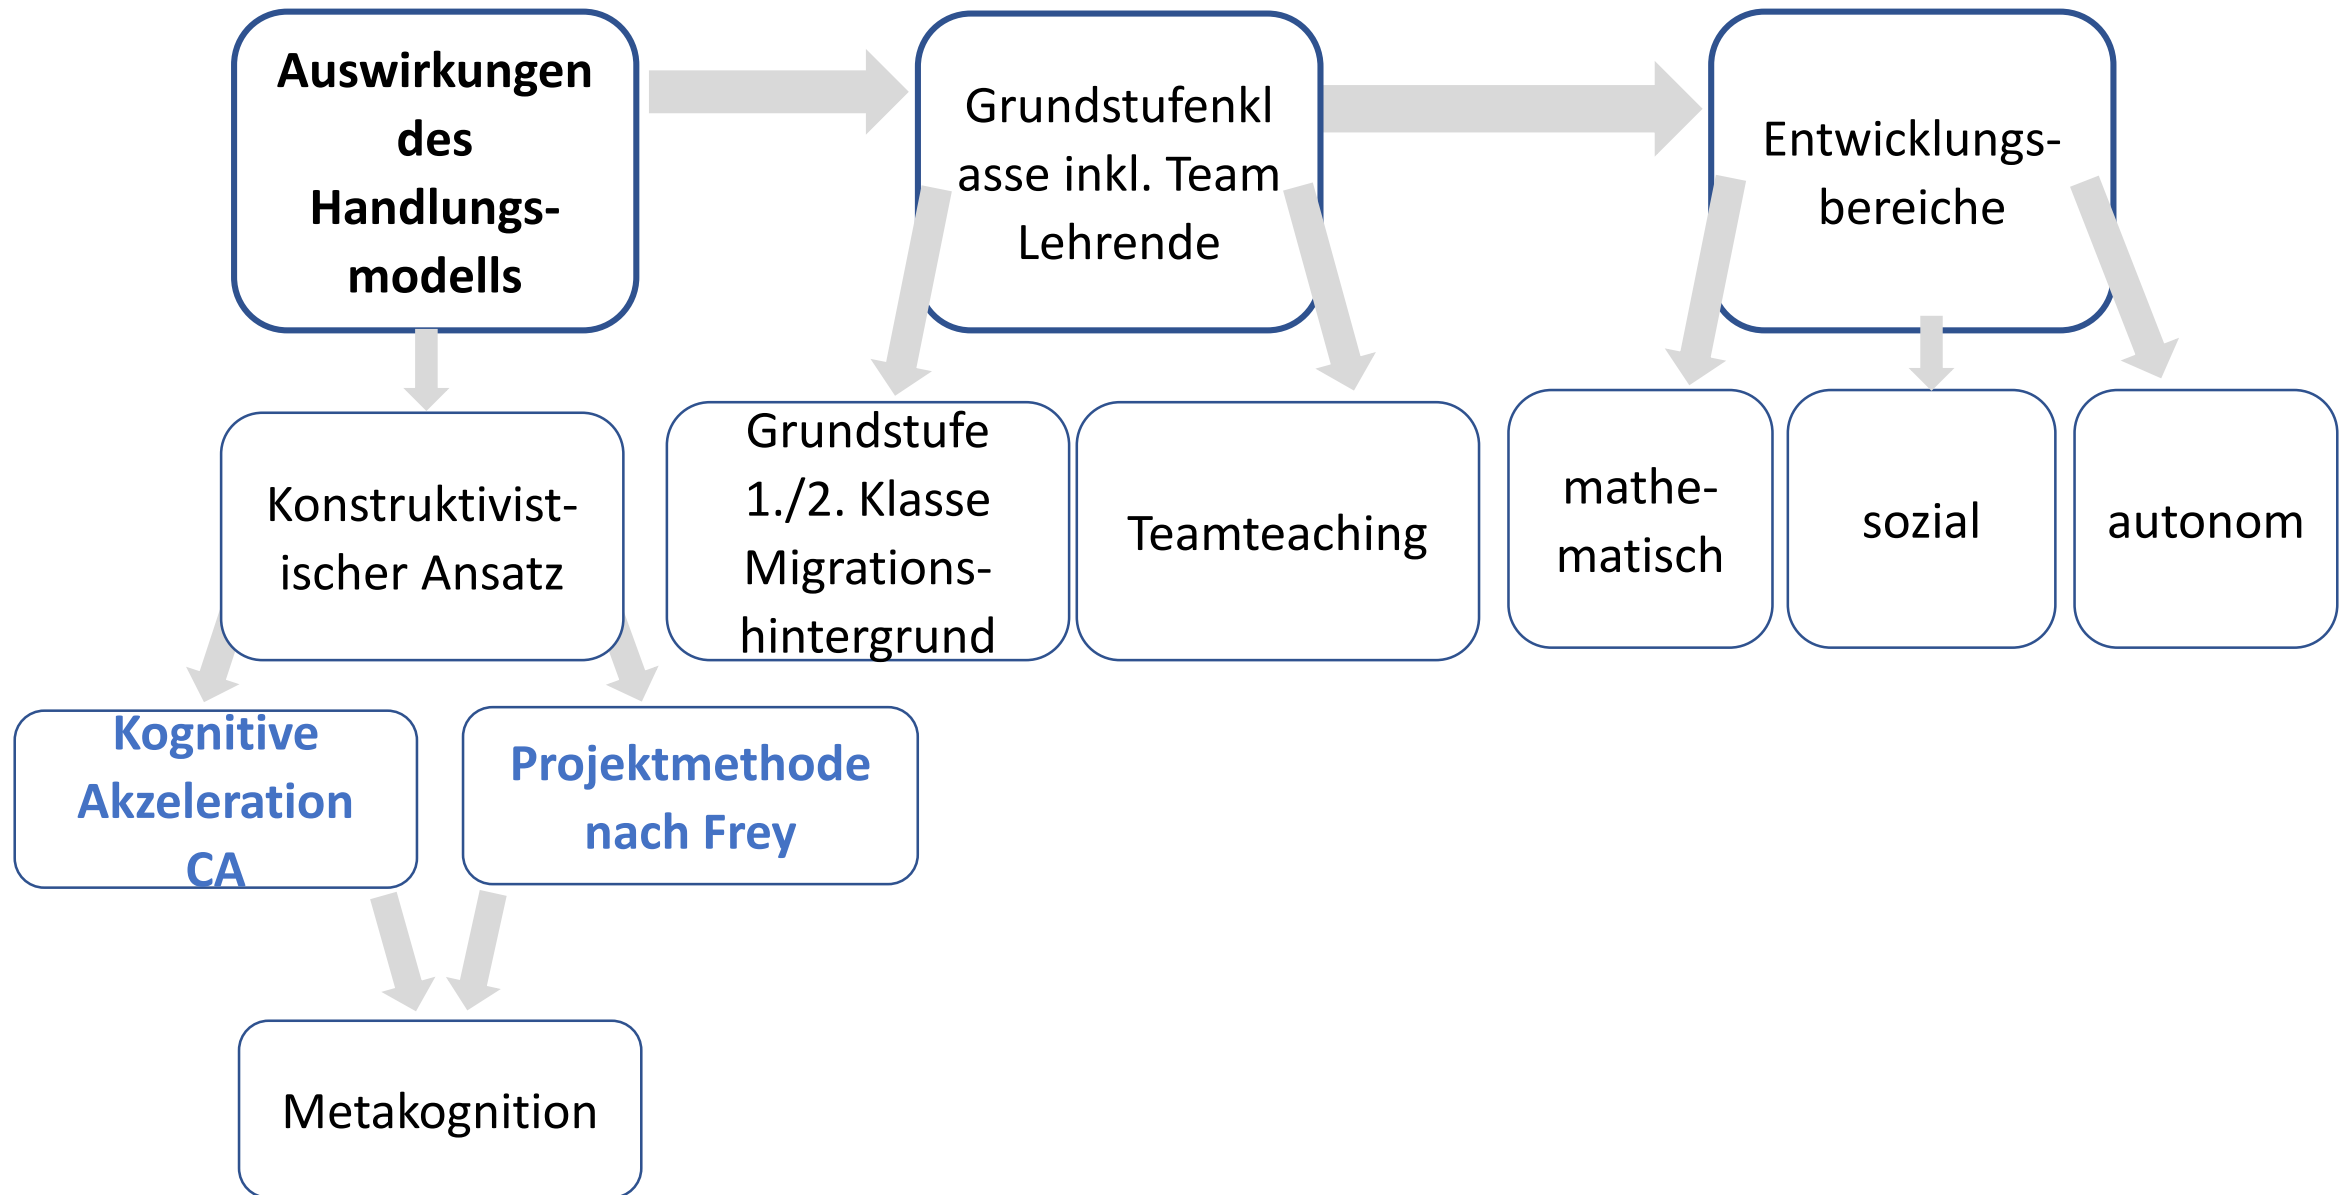 Auswirkungen
des
Handlungs-
modells
Grundstufenkl
asse inkl. Team
Lehrende
Entwicklungs-
bereiche
Konstruktivist-
ischer Ansatz
Grundstufe
1./2. Klasse
Migrations-
hintergrund
Teamteaching
mathe-
matisch
sozial
autonom
Kognitive
Akzeleration
CA
Projektmethode
nach Frey
Metakognition